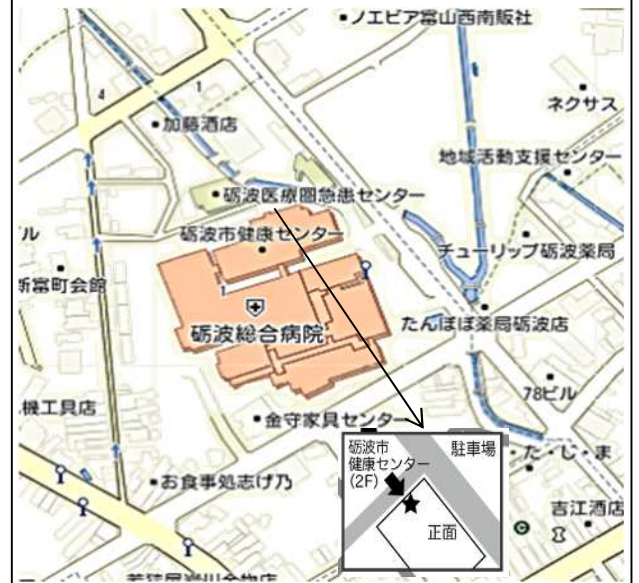 ノエビア富山西南販社
ネクサス
4
1
加藤酒店
地域活動支援センター
砺波医療圏急患センター
ル
砺波市健康センター
チューリップ砺波薬局
新富町会館
砺波総合病院
たんぽぽ薬局砺波店
78ビル
機工具店
金守家具センター
砺波市
健康センター
(2F)
駐車場
正面
た・じ・ま
お食事処志げ乃
吉江酒店